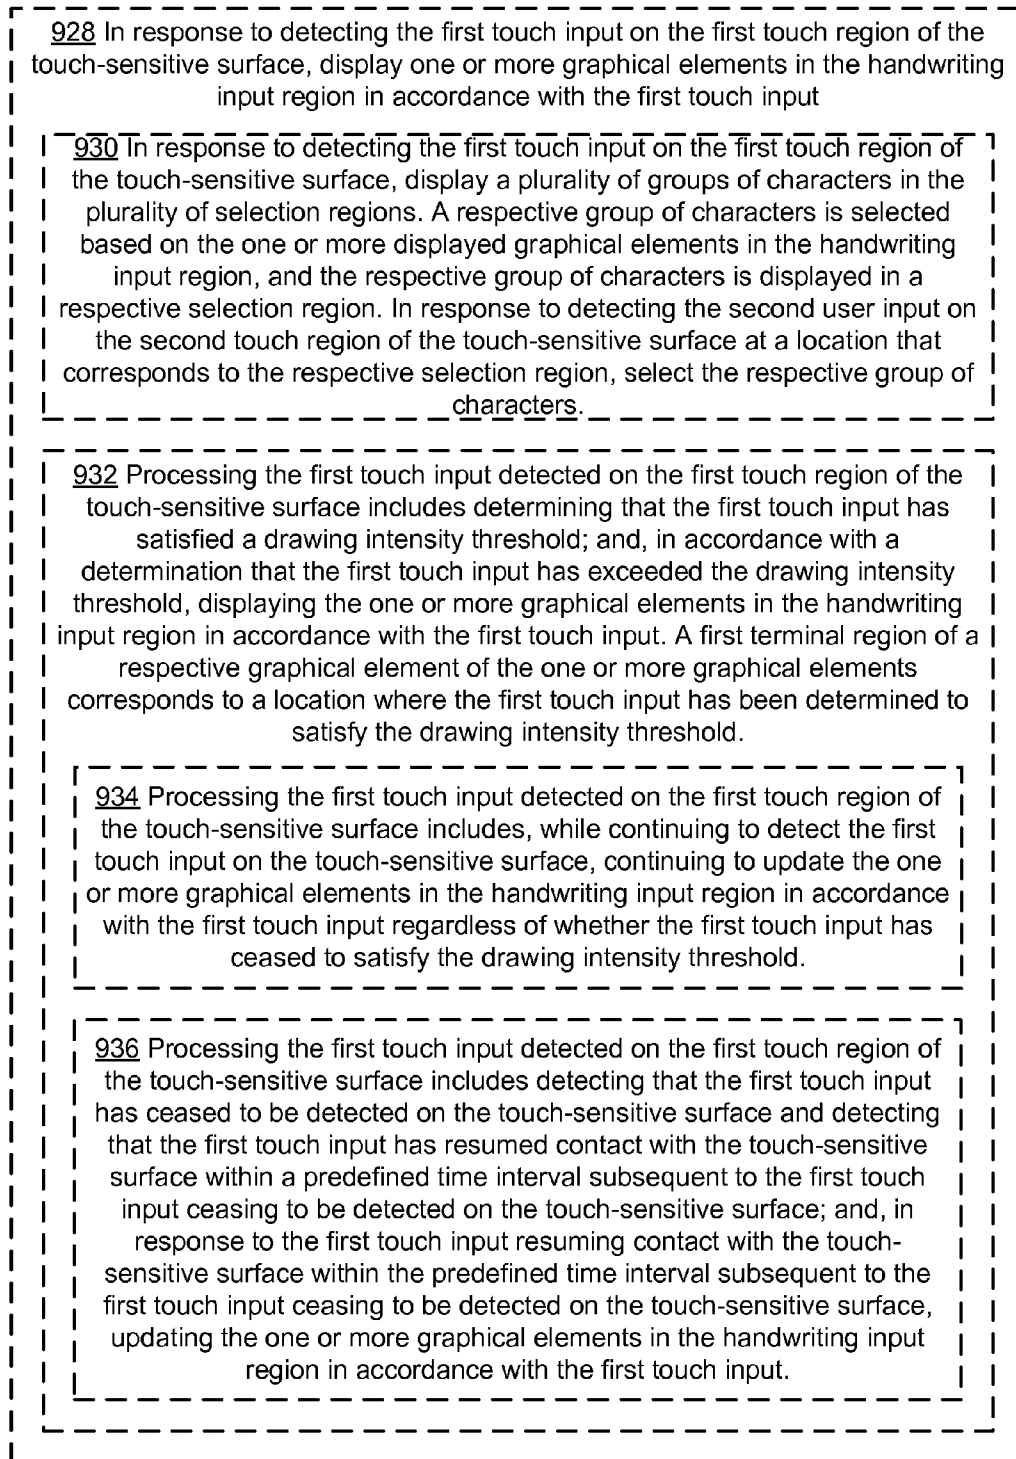 928 In response to detecting the first touch input on the first touch region of the
touch-sensitive surface, display one or more graphical elements in the handwriting
input region in accordance with the first touch input
930 In response to detecting the first touch input on the first touch region of
the touch-sensitive surface, display a plurality of groups of characters in the
plurality of selection regions. A respective group of characters is selected
based on the one or more displayed graphical elements in the handwriting
input region, and the respective group of characters is displayed in a
respective selection region. In response to detecting the second user input on
the second touch region of the touch-sensitive surface at a location that
corresponds to the respective selection region, select the respective group of
characters.
932 Processing the first touch input detected on the first touch region of the
touch-sensitive surface includes determining that the first touch input has
satisfied a drawing intensity threshold; and, in accordance with a
determination that the first touch input has exceeded the drawing intensity
threshold, displaying the one or more graphical elements in the handwriting
input region in accordance with the first touch input. A first terminal region of a
respective graphical element of the one or more graphical elements
corresponds to a location where the first touch input has been determined to
satisfy the drawing intensity threshold.
934 Processing the first touch input detected on the first touch region of
the touch-sensitive surface includes, while continuing to detect the first
touch input on the touch-sensitive surface, continuing to update the one
or more graphical elements in the handwriting input region in accordance
with the first touch input regardless of whether the first touch input has
ceased to satisfy the drawing intensity threshold.
936 Processing the first touch input detected on the first touch region of
the touch-sensitive surface includes detecting that the first touch input
has ceased to be detected on the touch-sensitive surface and detecting
that the first touch input has resumed contact with the touch-sensitive
surface within a predefined time interval subsequent to the first touch
input ceasing to be detected on the touch-sensitive surface; and, in
response to the first touch input resuming contact with the touch-
sensitive surface within the predefined time interval subsequent to the
first touch input ceasing to be detected on the touch-sensitive surface,
updating the one or more graphical elements in the handwriting input
region in accordance with the first touch input.